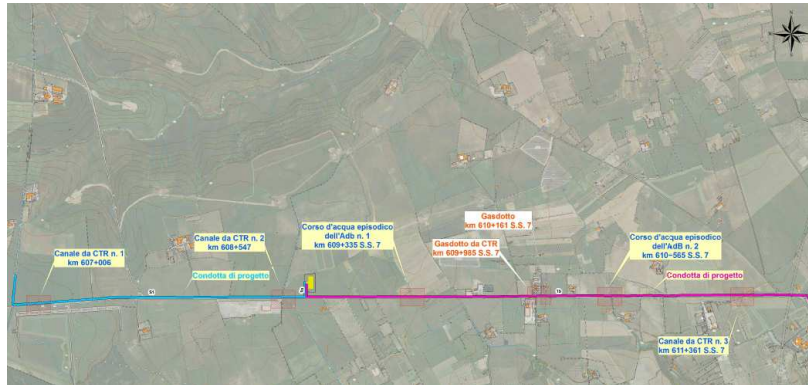 Canale da CTR n. 1
km 607+006
Canale da CTR n. 2
km 608+547
Condotta di progetto
Corso d'acqua episodico
dell'Adb n. 1
km 609+335 S.S. 7
Gasdotto
km 610+161 S.S. 7
Gasdotto da CTR
km 609+985 S.S. 7
Corso d'acqua episodico
dell'AdB n. 2
km 610+565 S.S. 7
Condotta di progetto
Canale da CTR n. 3
km 611+361 S.S. 7